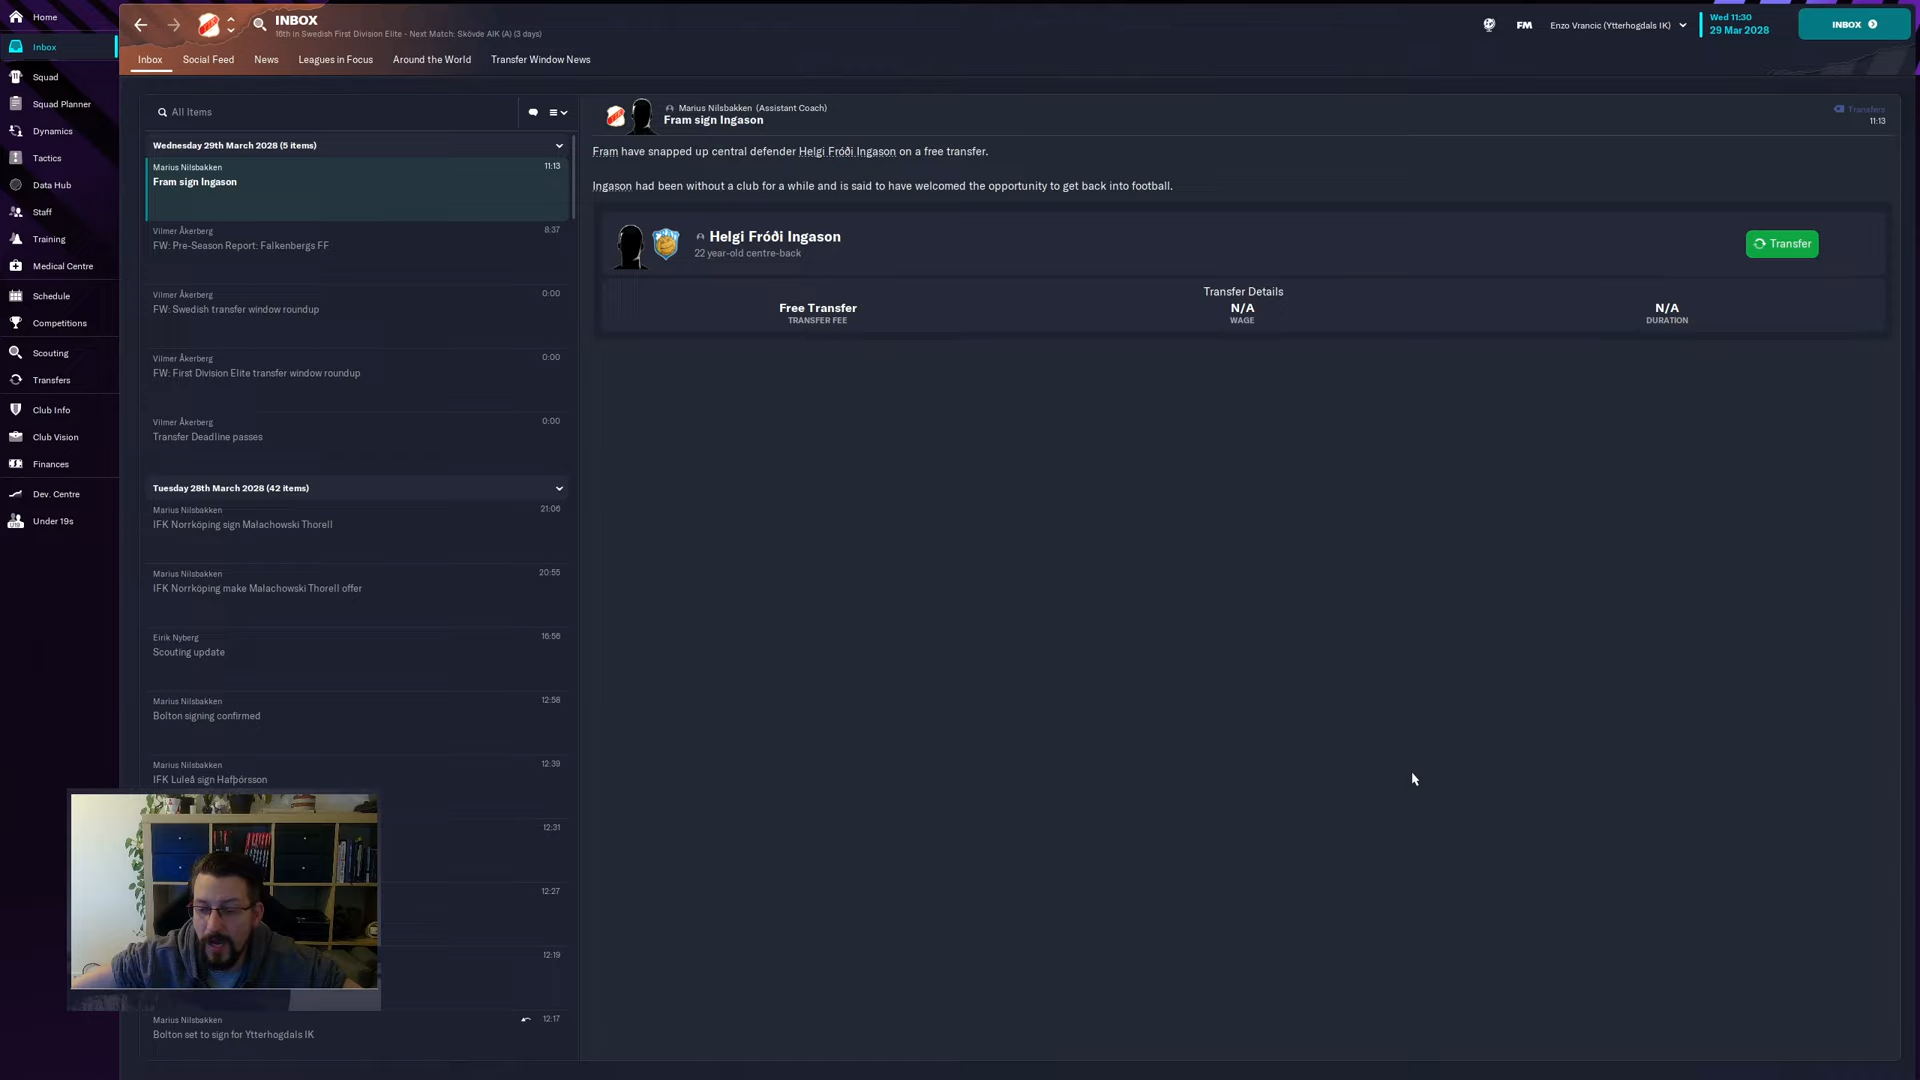 Home
Inbox
Squad
Squad Planner
Dynamics
Tactics
Data Hub
Staff
Training
Medical Centre
Schedule
Competitions
Scouting
Transfers
Club Info
Club Vision
Finances
Dev. Centre
Under 19s
INBOX
16th in Swedish First Division Elite - Next Match: Skövde AIK (A) (3 days)
FM
Enzo Vrancic (Ytterhogdals IK)
Wed 11:30
29 Mar 2028
INBOX
Inbox
Social Feed
News
Leagues in Focus
Around the World
Transfer Window News
All Items
Wednesday 29th March 2028 (5 items)
Marius Nilsbakken 11:13
Fram sign Ingason
Vilmer Åkerberg 8:37
FW: Pre-Season Report: Falkenbergs FF
Vilmer Åkerberg 0:00
FW: Swedish transfer window roundup
Vilmer Åkerberg 0:00
FW: First Division Elite transfer window roundup
Vilmer Åkerberg 0:00
Transfer Deadline passes
Tuesday 28th March 2028 (42 items)
Marius Nilsbakken 21:06
IFK Norrköping sign Malachowski Thorell
Marius Nilsbakken 20:55
IFK Norrköping make Malachowski Thorell offer
Eirik Nyberg 16:56
Scouting update
Marius Nilsbakken 12:58
Bolton signing confirmed
Marius Nilsbakken 12:39
IFK Luleå sign Hafþórsson
12:31
12:27
12:19
Marius Nilsbakken 12:17
Bolton set to sign for Ytterhogdals IK
Marius Nilsbakken (Assistant Coach)
Fram sign Ingason
Transfers
11:13
Fram have snapped up central defender Helgi Fróði Ingason on a free transfer.
Ingason had been without a club for a while and is said to have welcomed the opportunity to get back into football.
Helgi Fróði Ingason
22 year-old centre-back
Transfer
Transfer Details
Free Transfer
TRANSFER FEE
N/A
WAGE
N/A
DURATION